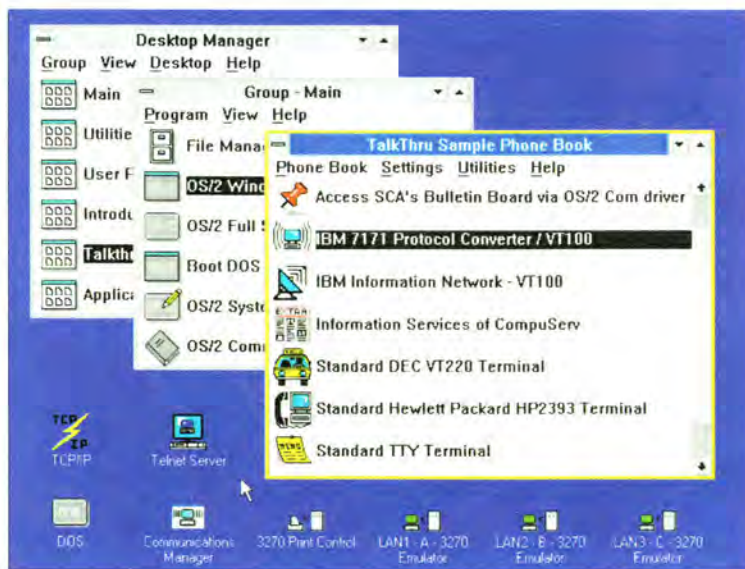 Desktop Manager
Group View Desktop Help
Main
Utilitie
User F
Introdu
Talkthr
Applica
Group - Main
Program View Help
File Mana
OS/2 Wind
OS/2 Full S
Boot DOS
OS/2 Syste
OS/2 Comm
TalkThru Sample Phone Book
Phone Book Settings Utilities Help
Access SCA's Bulletin Board via OS/2 Com driver
IBM 7171 Protocol Converter / VT100
IBM Information Network - VT100
EXTRA
Information Services of CompuServ
Standard DEC VT220 Terminal
Standard Hewlett Packard HP2393 Terminal
NEWS
Standard TTY Terminal
TCP
IP
TCP/IP
Telnet Server
DOS
Communications
Manager
3270 Print Control
LAN1 - A - 3270
Emulator
LAN2 - B - 3270
Emulator
LAN3 - C - 3270
Emulator